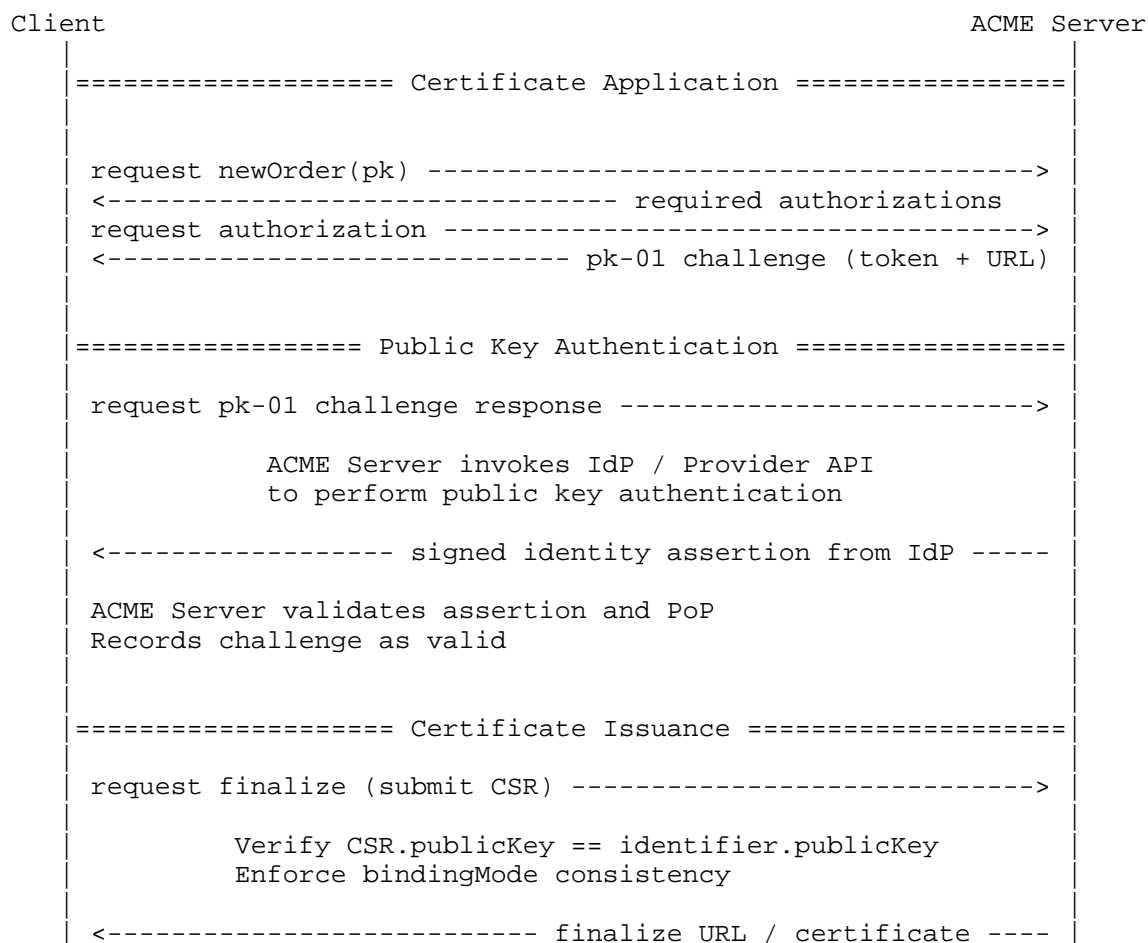 Client ACME Server
==================== Certificate Application =================
request newOrder(pk) -------------------------------------->
<---------------------------------- required authorizations
request authorization ------------------------------------->
<----------------------------- pk-01 challenge (token + URL)
================== Public Key Authentication =================
request pk-01 challenge response -------------------------->
ACME Server invokes IdP / Provider API
to perform public key authentication
<------------------ signed identity assertion from IdP -----
ACME Server validates assertion and PoP
Records challenge as valid
==================== Certificate Issuance ====================
request finalize (submit CSR) ----------------------------->
Verify CSR.publicKey == identifier.publicKey
Enforce bindingMode consistency
<--------------------------- finalize URL / certificate ----